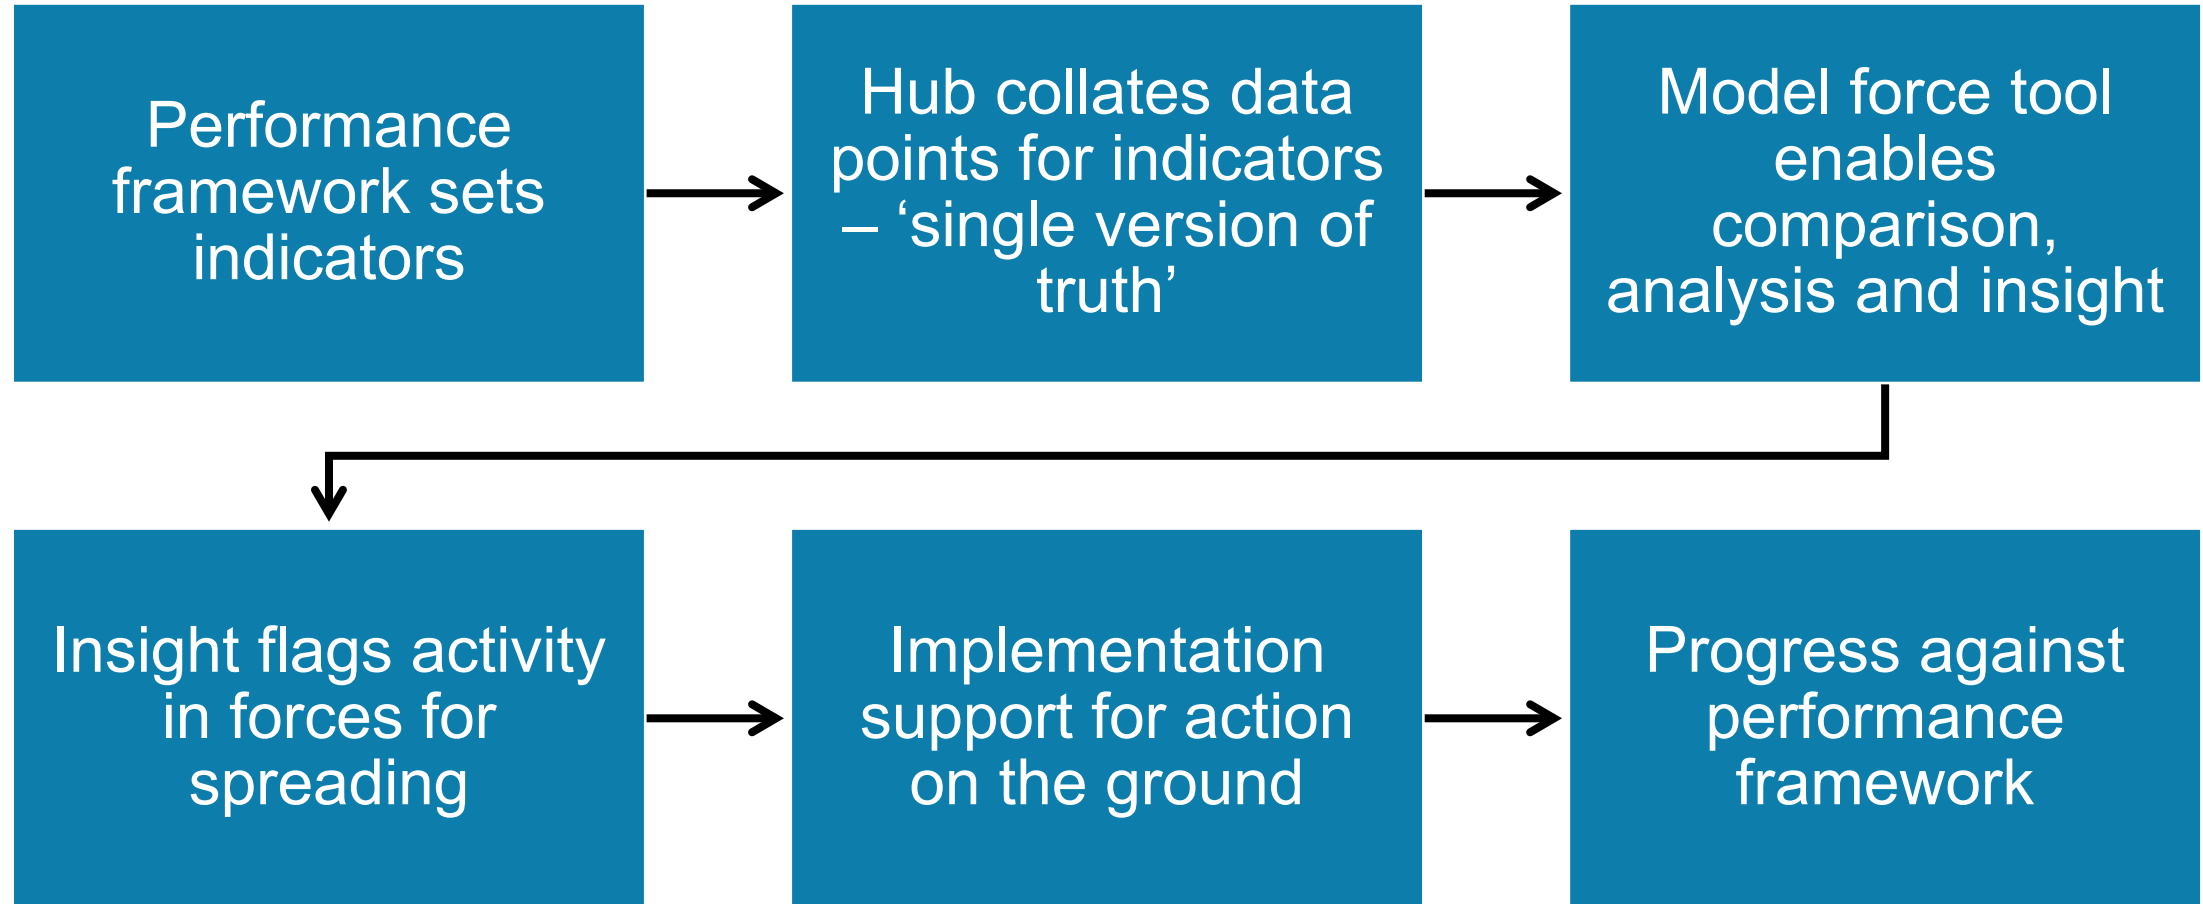 Performance
framework sets
indicators
Hub collates data
points for indicators
– ‘single version of
truth’
Model force tool
enables
comparison,
analysis and insight
Insight flags activity
in forces for
spreading
Implementation
support for action
on the ground
Progress against
performance
framework